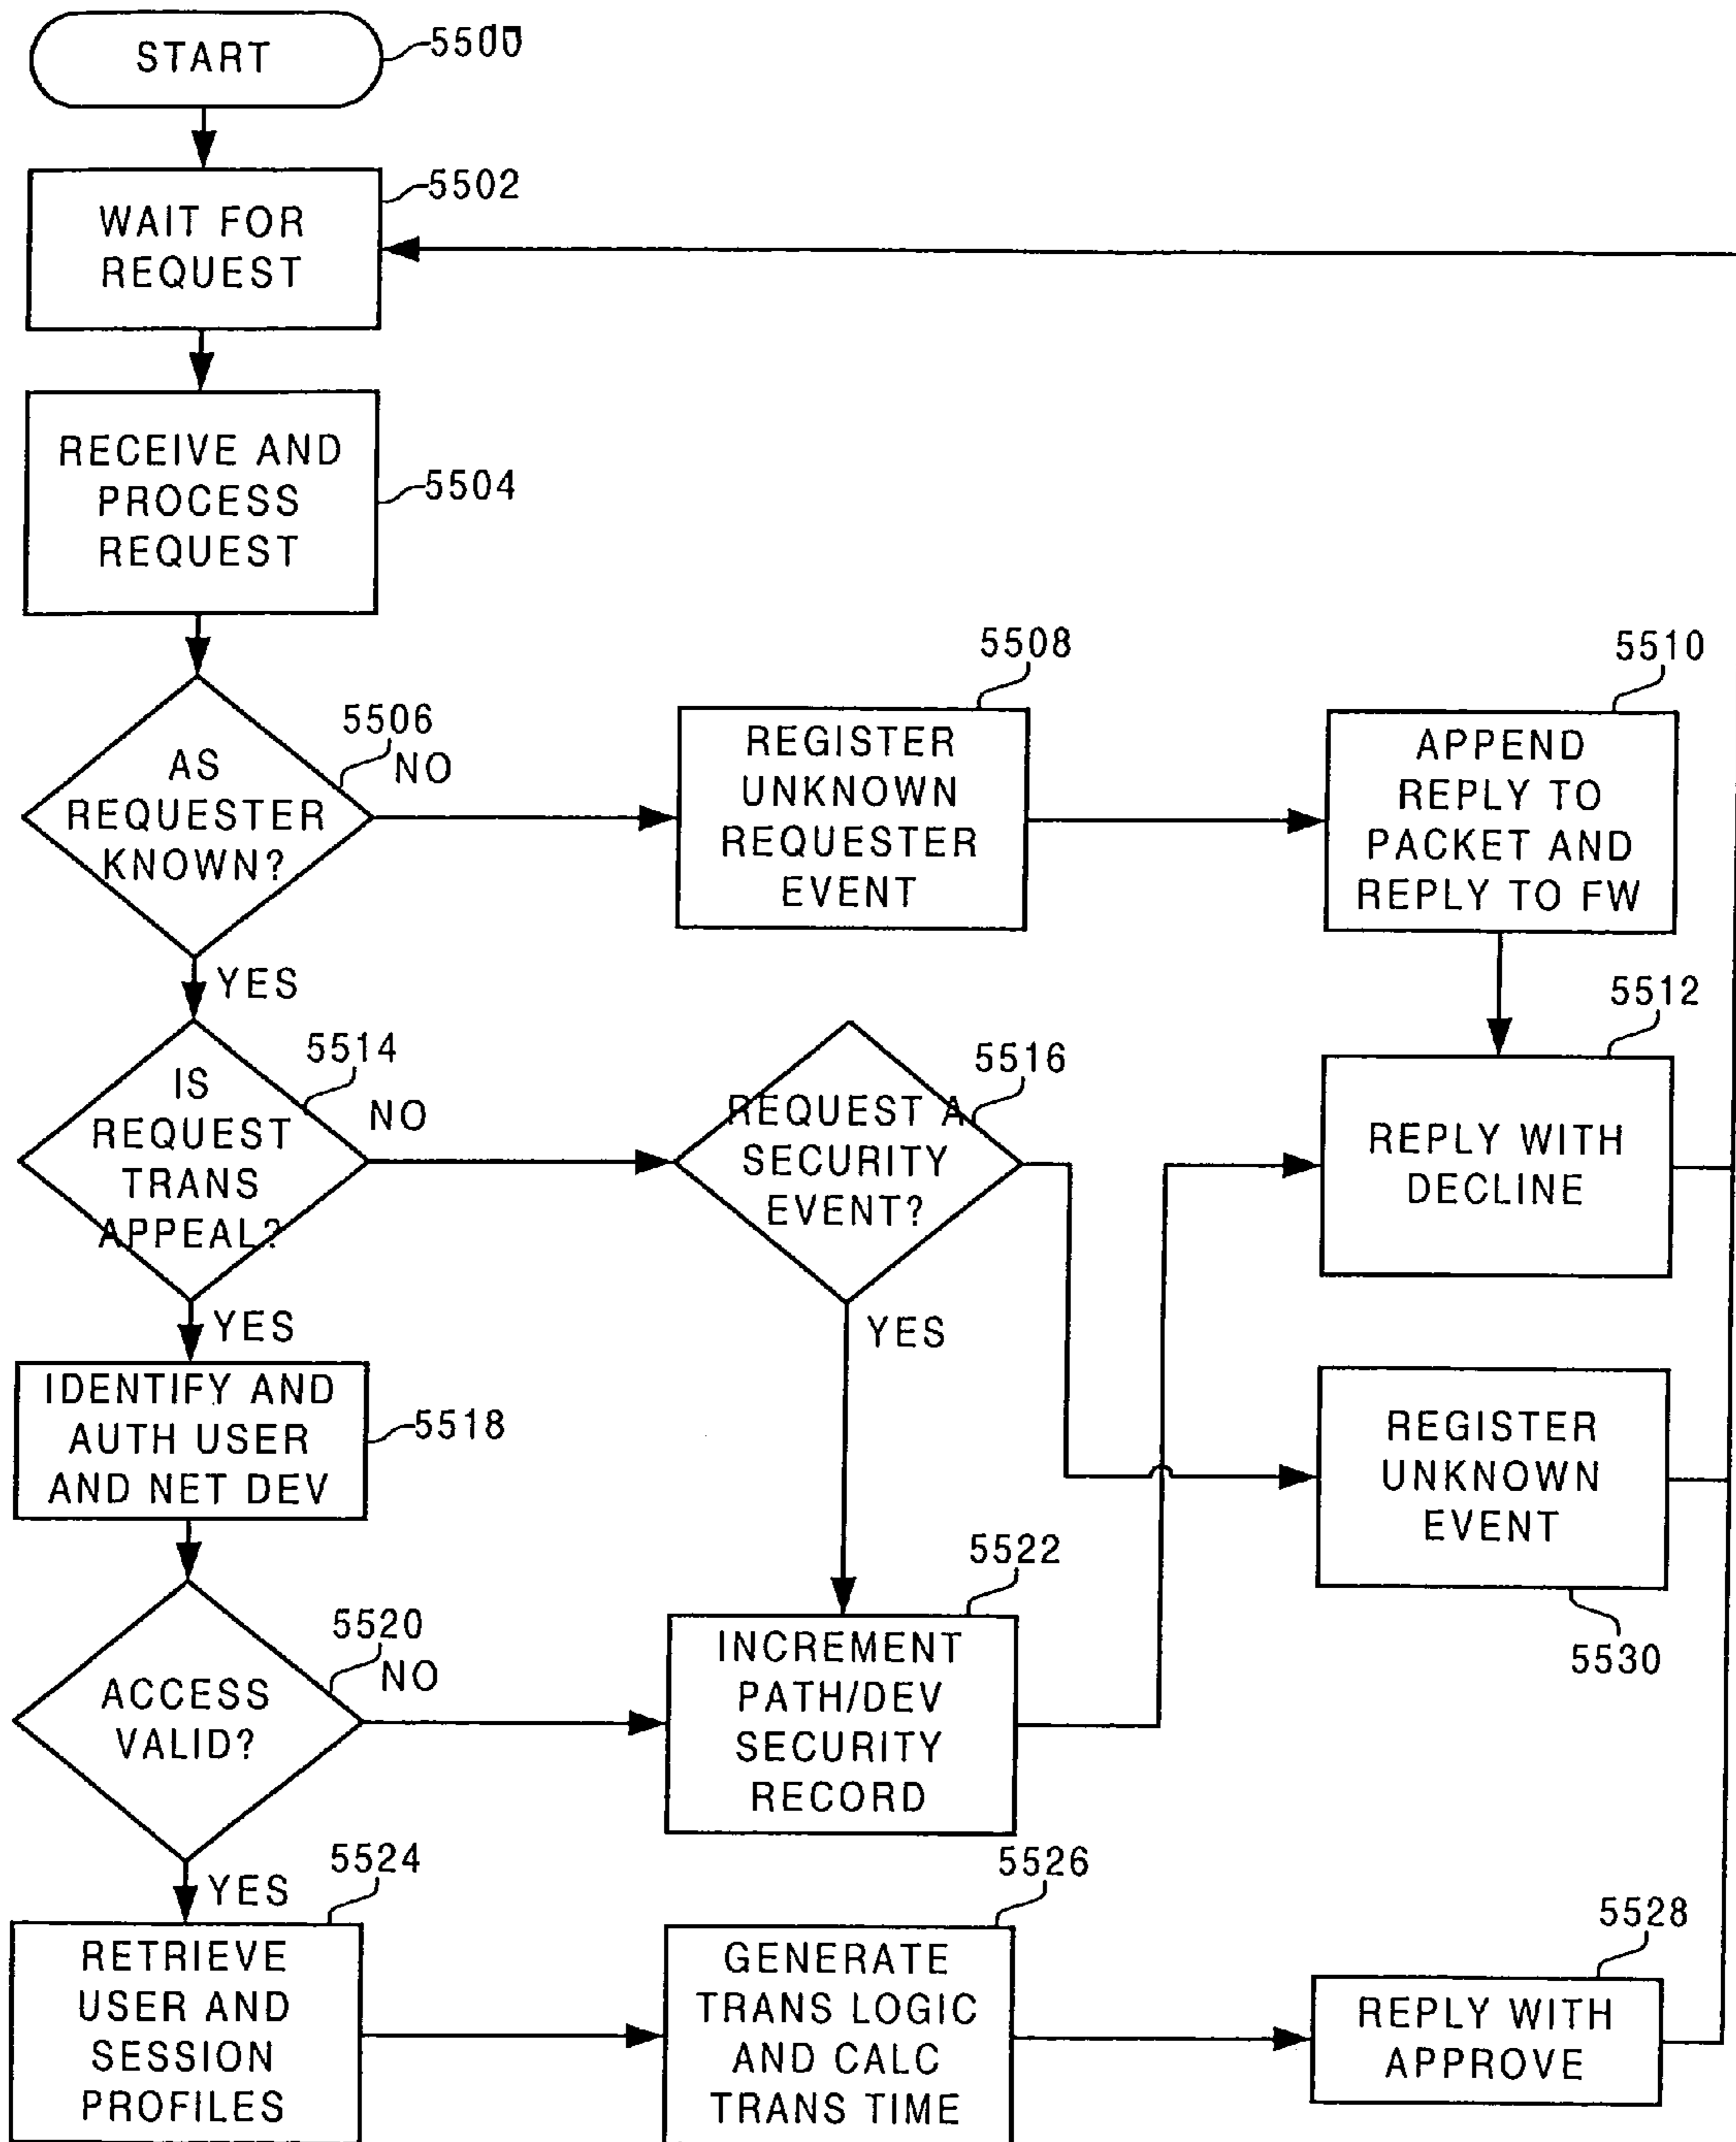 START
5500
WAIT FOR
REQUEST
5502
RECEIVE AND
PROCESS
REQUEST
5504
AS
REQUESTER
KNOWN?
5506
NO
YES
REGISTER
UNKNOWN
REQUESTER
EVENT
5508
APPEND
REPLY TO
PACKET AND
REPLY TO FW
5510
REPLY WITH
DECLINE
5512
IS
REQUEST
TRANS
APPEAL?
5514
NO
YES
REQUEST A
SECURITY
EVENT?
5516
YES
IDENTIFY AND
AUTH USER
AND NET DEV
5518
REGISTER
UNKNOWN
EVENT
5530
ACCESS
VALID?
5520
NO
YES
INCREMENT
PATH/DEV
SECURITY
RECORD
5522
RETRIEVE
USER AND
SESSION
PROFILES
5524
GENERATE
TRANS LOGIC
AND CALC
TRANS TIME
5526
REPLY WITH
APPROVE
5528